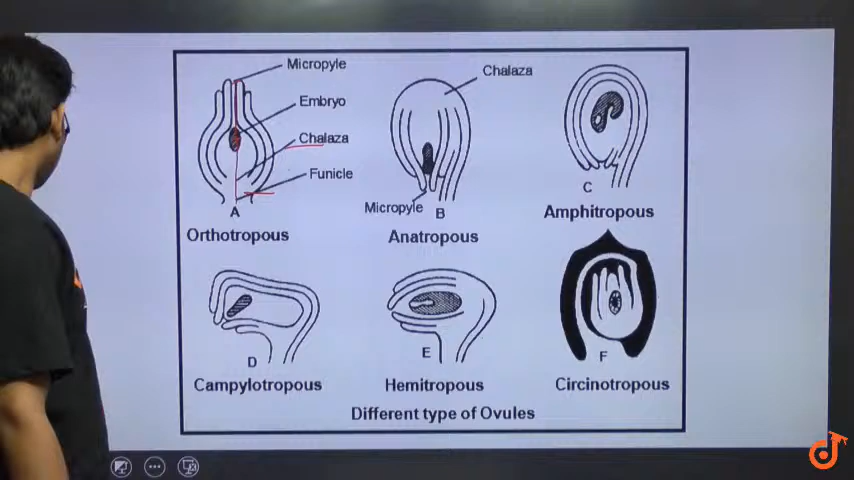 Micropyle
Embryo
Chalaza
Funicle
A
Orthotropous
Chalaza
Micropyle
B
Anatropous
C
Amphitropous
D
Campylotropous
E
Hemitropous
F
Circinotropous
Different type of Ovules